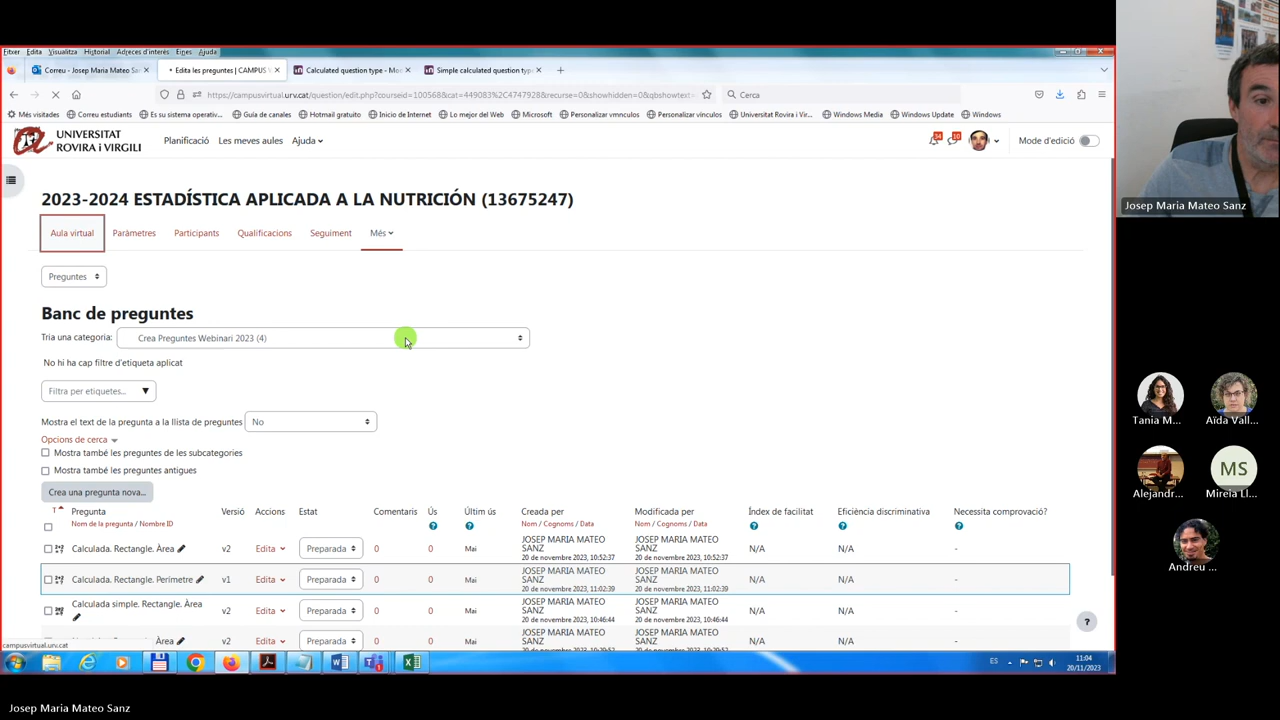 Fitxer Edita Visualitza Historial Adreces d'interès Eines Ajuda
Correu - Josep Maria Mateo San
Edita les preguntes | CAMPUS V
Calculated question type - Moo
Simple calculated question typ
https://campusvirtual.urv.cat/question/edit.php?courseid=100568&cat=449083%2C4747928&recurse=0&showhidden=0&qbshowtext=
Cerca
Més visitades Correu estudiants Es su sistema operativ... Guía de canales Hotmail gratuito Inicio de Internet Lo mejor del Web Microsoft Personalizar vmnculos Personalizar vínculos Universitat Rovira i Vir... Windows Media Windows Update Windows
UNIVERSITAT
ROVIRA i VIRGILI
Planificació Les meves aules Ajuda
34 10
Mode d'edició
2023-2024 ESTADÍSTICA APLICADA A LA NUTRICIÓN (13675247)
Aula virtual Paràmetres Participants Qualificacions Seguiment Més
Preguntes
Banc de preguntes
Tria una categoria: Crea Preguntes Webinari 2023 (4)
No hi ha cap filtre d'etiqueta aplicat
Filtra per etiquetes...
Mostra el text de la pregunta a la llista de preguntes No
Opcions de cerca
Mostra també les preguntes de les subcategories
Mostra també les preguntes antigues
Crea una pregunta nova...
T Pregunta Versió Accions Estat Comentaris Ús Últim ús Creada per Modificada per Índex de facilitat Eficiència discriminativa Necessita comprovació?
Nom de la pregunta / Nombre ID Nom / Cognoms / Data Nom / Cognoms / Data
Calculada. Rectangle. Àrea v2 Edita Preparada 0 0 Mai JOSEP MARIA MATEO SANZ 20 de novembre 2023, 10:52:37 JOSEP MARIA MATEO SANZ 20 de novembre 2023, 10:52:37 N/A N/A -
Calculada. Rectangle. Perímetre v1 Edita Preparada 0 0 Mai JOSEP MARIA MATEO SANZ 20 de novembre 2023, 11:02:39 JOSEP MARIA MATEO SANZ 20 de novembre 2023, 11:02:39 N/A N/A -
Calculada simple. Rectangle. Àrea v2 Edita Preparada 0 0 Mai JOSEP MARIA MATEO SANZ 20 de novembre 2023, 10:46:44 JOSEP MARIA MATEO SANZ 20 de novembre 2023, 10:46:44 N/A N/A -
Àrea v2 Edita Preparada 0 0 Mai JOSEP MARIA MATEO SANZ JOSEP MARIA MATEO SANZ N/A N/A -
campusvirtual.urv.cat
ES 11:04
20/11/2023
Josep Maria Mateo Sanz
Tania M... Aïda Vall...
MS
Alejandr... Mireia Ll...
Andreu ...
Josep Maria Mateo Sanz